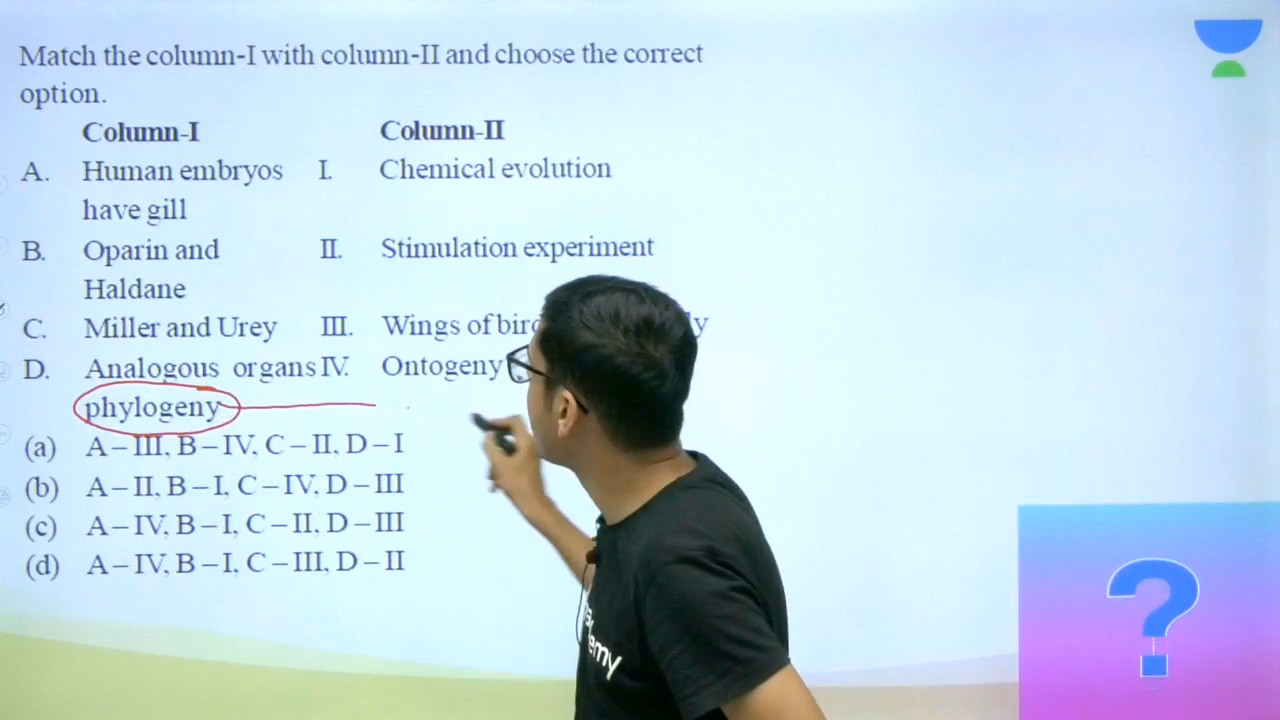 Match the column-I with column-II and choose the correct
option.
Column-I Column-II
A. Human embryos I. Chemical evolution
have gill
B. Oparin and II. Stimulation experiment
Haldane
C. Miller and Urey III. Wings of
D. Analogous organs IV. Ontogeny
phylogeny
(a) A – III, B – IV, C – II, D – I
(b) A – II, B – I, C – IV, D – III
(c) A – IV, B – I, C – II, D – III
(d) A – IV, B – I, C – III, D – II
?